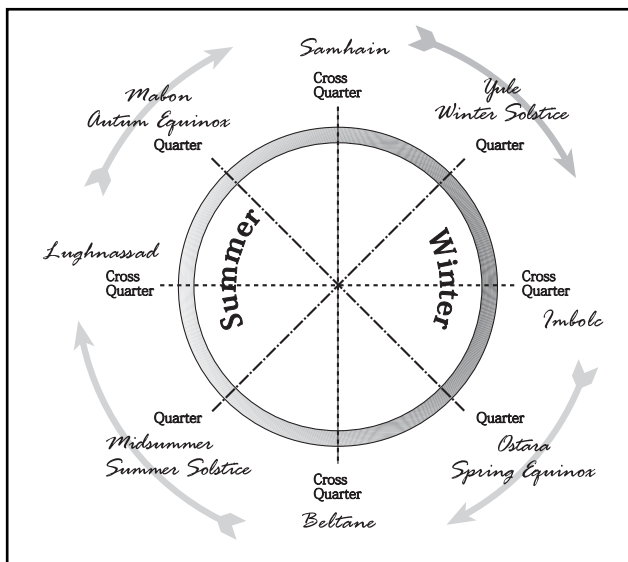 Samhain
Cross
Quarter
Yule
Winter Solstice
Quarter
Cross
Quarter
Imbolc
Quarter
Ostara
Spring Equinox
Cross
Quarter
Beltane
Quarter
Midsummer
Summer Solstice
Lughnassad
Cross
Quarter
Mabon
Autum Equinox
Quarter
Summer
Winter